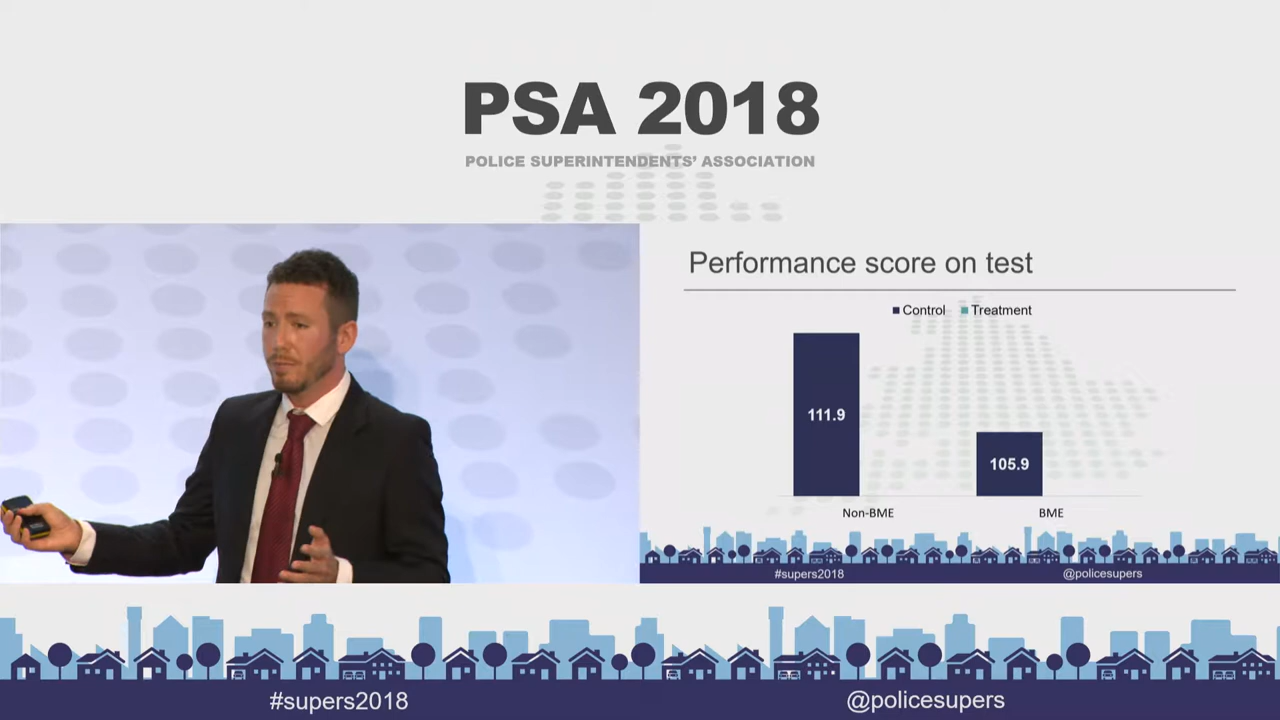 PSA 2018
POLICE SUPERINTENDENTS' ASSOCIATION
Performance score on test
Control Treatment
111.9
105.9
Non-BME BME
#supers2018 @policesupers
#supers2018 @policesupers